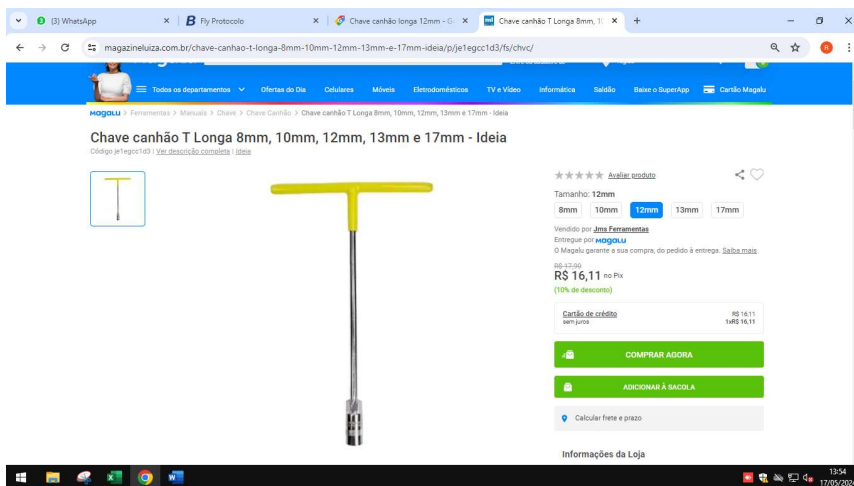 (3) WhatsApp
Fly Protocolo
Chave canhão longa 12mm - G
Chave canhão T Longa 8mm, 1
magazineluiza.com.br/chave-canhao-t-longa-8mm-10mm-12mm-13mm-e-17mm-ideia/p/je1egcc1d3/fs/chvc/
R
Todos os departamentos
Ofertas do Dia
Celulares
Móveis
Eletrodomésticos
TV e Vídeo
Informática
Saldão
Baixe o SuperApp
Cartão Magalu
Magalu > Ferramentas > Manuais > Chave > Chave Canhão > Chave canhão T Longa 8mm, 10mm, 12mm, 13mm e 17mm - Ideia
Chave canhão T Longa 8mm, 10mm, 12mm, 13mm e 17mm - Ideia
Código je1egcc1d3 | Ver descrição completa | Ideia
Avaliar produto
Tamanho: 12mm
8mm 10mm 12mm 13mm 17mm
Vendido por Jms Ferramentas
Entregue por Magalu
O Magalu garante a sua compra, do pedido à entrega. Saiba mais
R$ 17,90
R$ 16,11 no Pix
(10% de desconto)
Cartão de crédito R$ 16,11
sem juros 1xR$ 16,11
COMPRAR AGORA
ADICIONAR À SACOLA
Calcular frete e prazo
Informações da Loja
13:54
17/05/2024